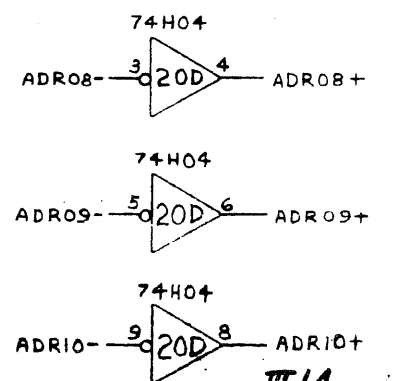 74H04
ADR08- 3 20D 4 ADR08+
74H04
ADR09- 5 20D 6 ADR09+
74H04
ADR10- 9 20D 8 ADR10+